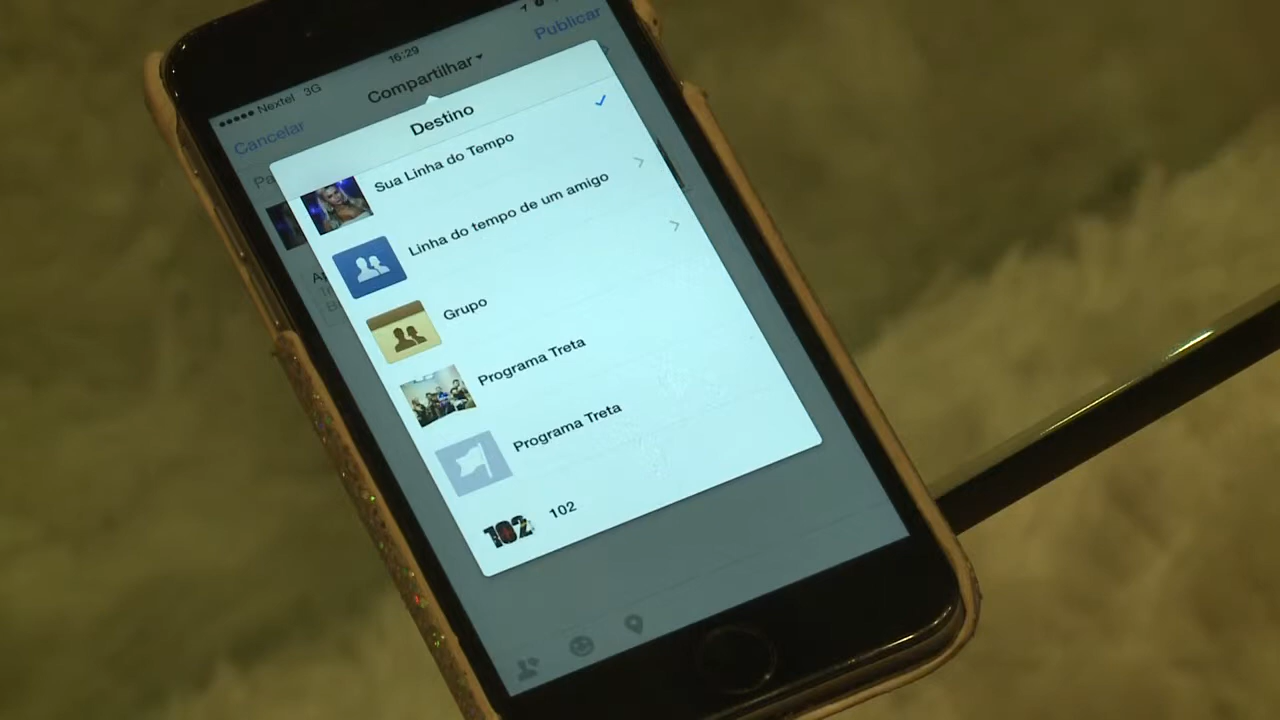 Nextel 3G
16:29
Cancelar
Compartilhar
Publicar
Destino
Sua Linha do Tempo
Linha do tempo de um amigo
Grupo
Programa Treta
Programa Treta
102
102